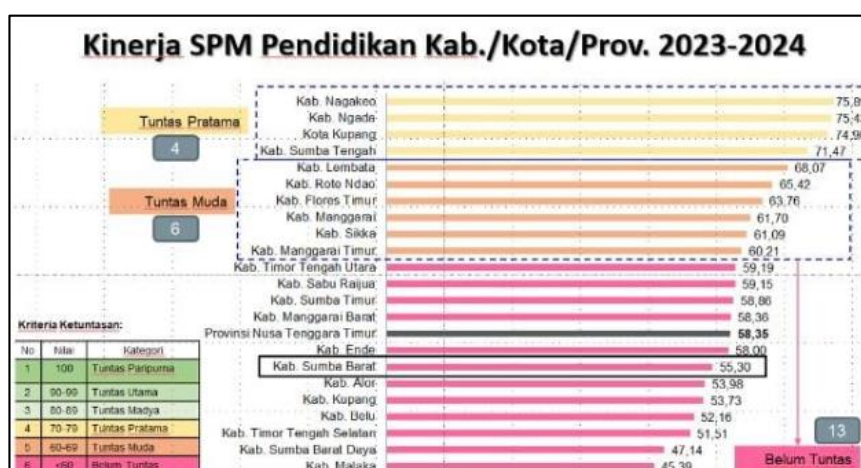 Kinerja SPM Pendidikan Kab./Kota/Prov. 2023-2024
Tuntas Pratama
4
Tuntas Muda
6
Kab. Nagakeo 75,8
Kab. Ngada 75,4
Kota Kupang 74,9
Kab. Sumba Tengah 71,47
Kab. Lembata 68,07
Kab. Rote Ndao 65,42
Kab. Flores Timur 63,76
Kab. Manggarai 61,70
Kab. Sikka 61,09
Kab. Manggarai Timur 60,21
Kab. Timor Tengah Utara 59,19
Kab. Sabu Raijua 59,15
Kab. Sumba Timur 58,86
Kab. Manggarai Barat 58,36
Provinsi Nusa Tenggara Timur 58,35
Kab. Ende 58,00
Kab. Sumba Barat 55,30
Kab. Alor 53,98
Kab. Kupang 53,73
Kab. Belu 52,16
Kab. Timor Tengah Selatan 51,51
Kab. Sumba Barat Daya 47,14
Kab. Malaka 45,39
Kriteria Ketuntasan:
No Nilai Kategori
1 100 Tuntas Paripurna
2 90-99 Tuntas Utama
3 80-89 Tuntas Madya
4 70-79 Tuntas Pratama
5 60-69 Tuntas Muda
6 <60 Belum Tuntas
13
Belum Tuntas